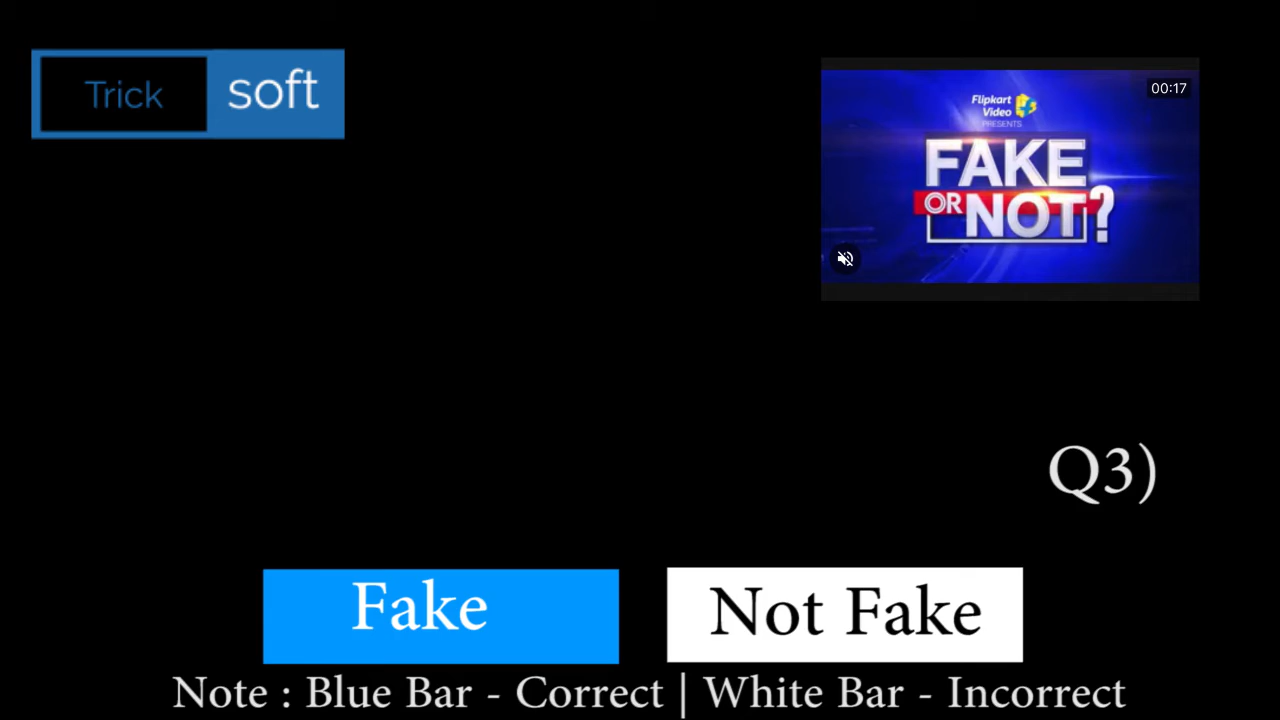 Trick soft
00:17
Flipkart
Video
PRESENTS
FAKE
OR NOT?
Q3)
Fake
Not Fake
Note : Blue Bar - Correct | White Bar - Incorrect